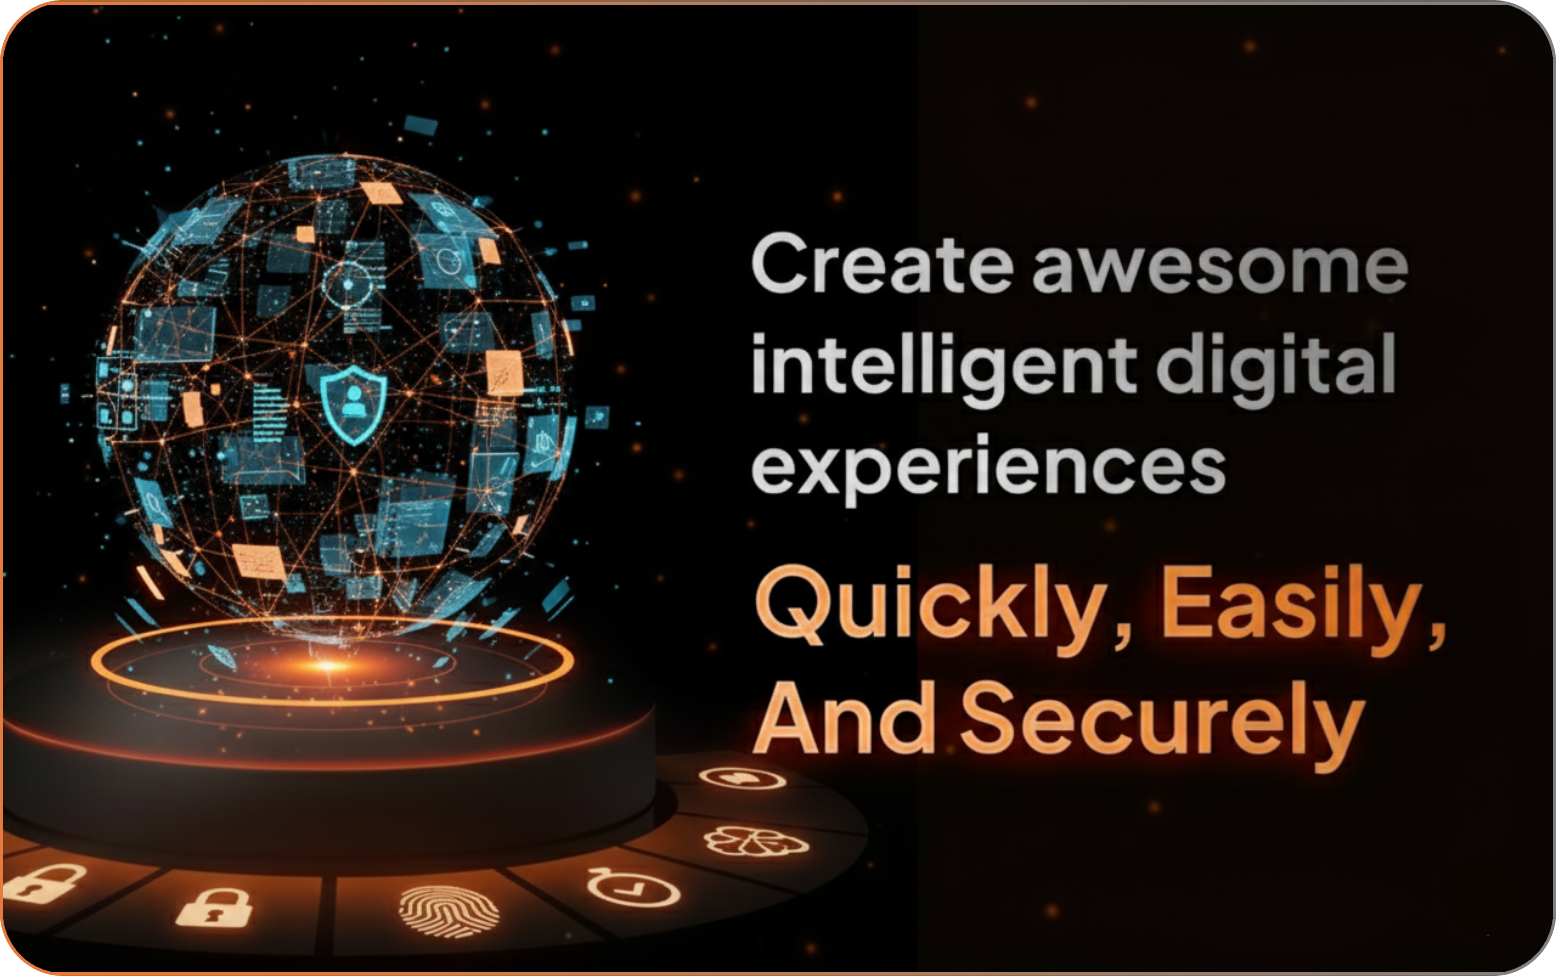 Create awesome
intelligent digital
experiences
Quickly, Easily,
And Securely